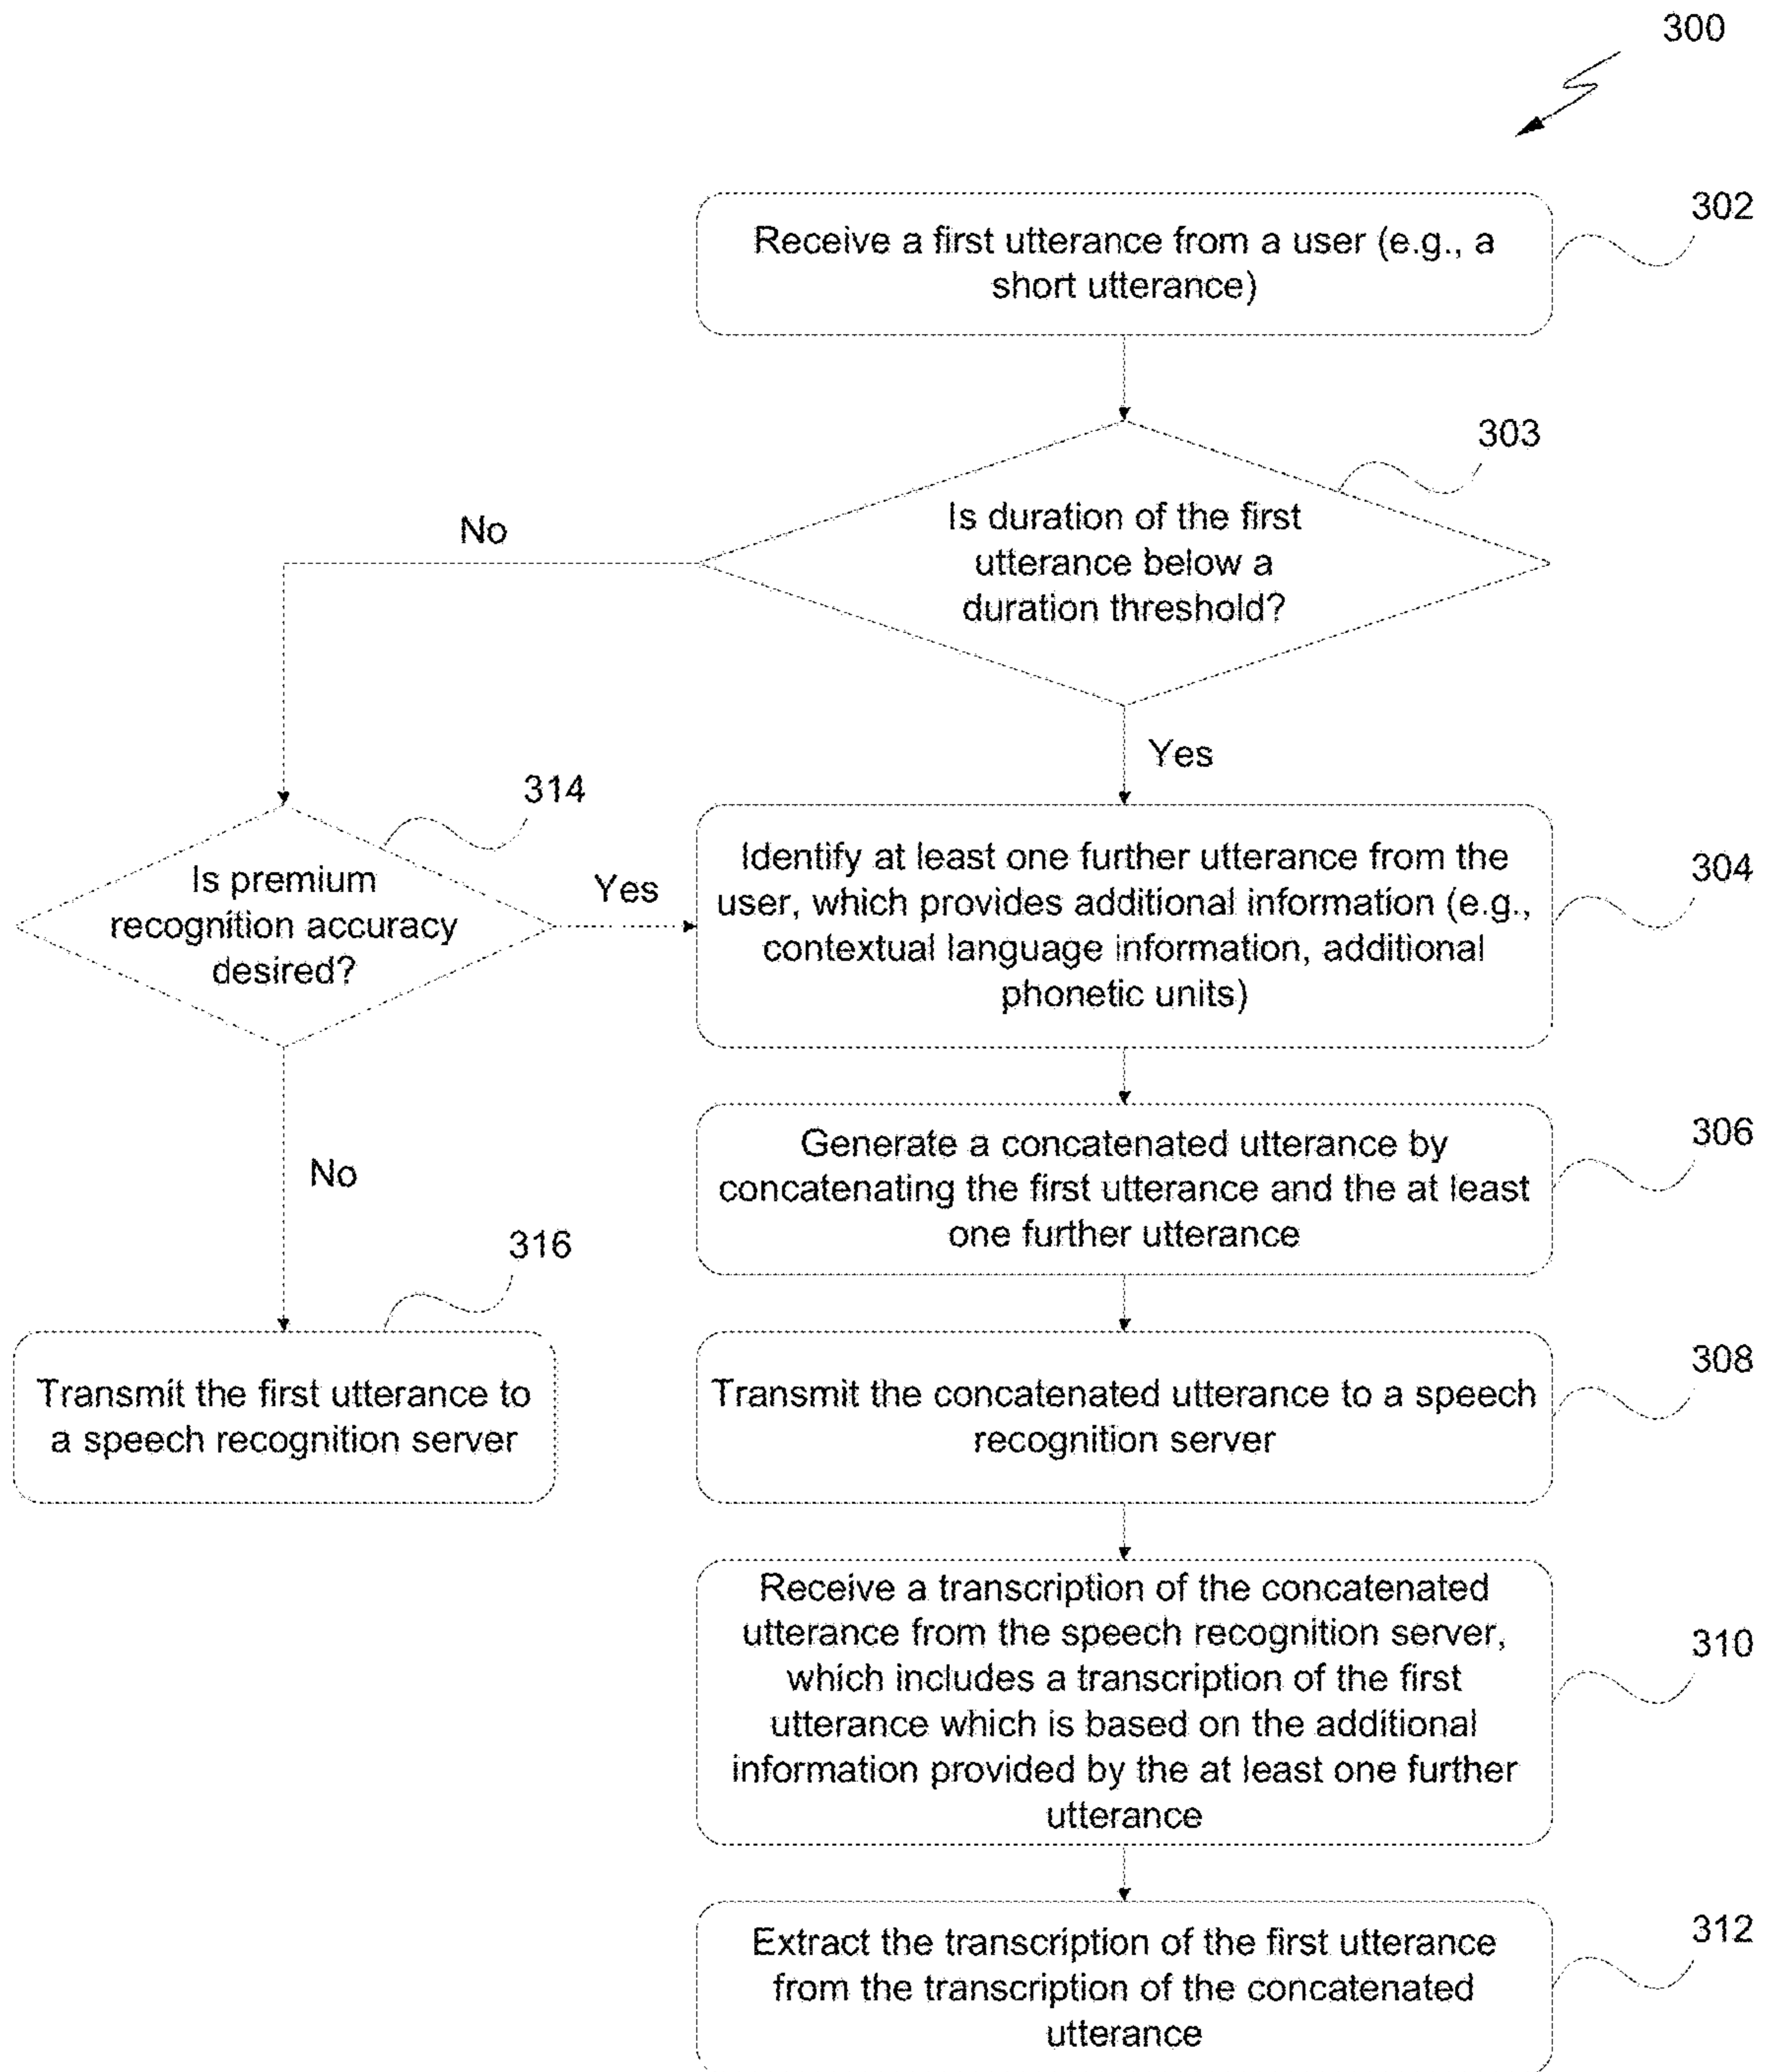 300
302
Receive a first utterance from a user (e.g., a
short utterance)
303
Is duration of the first
utterance below a
duration threshold?
No
Yes
314
Is premium
recognition accuracy
desired?
Yes
304
Identify at least one further utterance from the
user, which provides additional information (e.g.,
contextual language information, additional
phonetic units)
306
Generate a concatenated utterance by
concatenating the first utterance and the at least
one further utterance
No
316
Transmit the first utterance to
a speech recognition server
308
Transmit the concatenated utterance to a speech
recognition server
310
Receive a transcription of the concatenated
utterance from the speech recognition server,
which includes a transcription of the first
utterance which is based on the additional
information provided by the at least one further
utterance
312
Extract the transcription of the first utterance
from the transcription of the concatenated
utterance